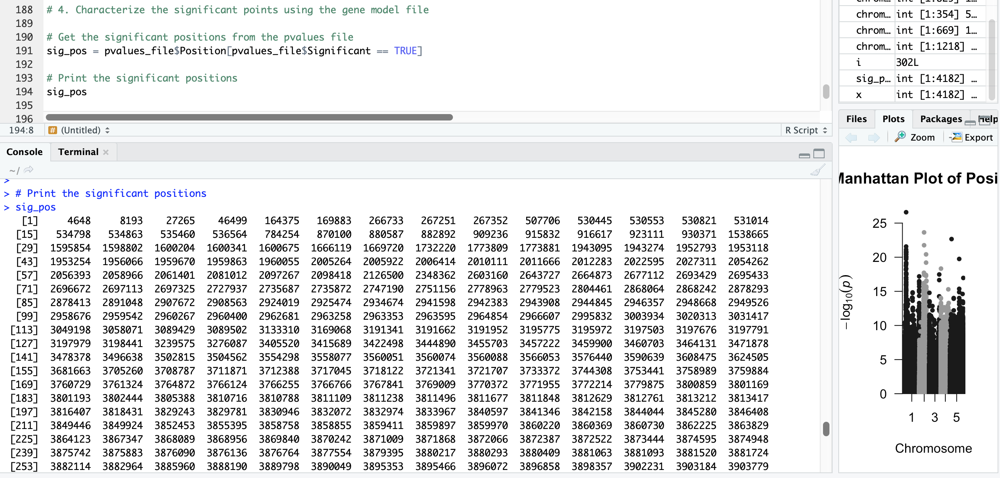 188 # 4. Characterize the significant points using the gene model file
189
190 # Get the significant positions from the pvalues file
191 sig_pos = pvalues_file$Position[pvalues_file$Significant == TRUE]
192
193 # Print the significant positions
194 sig_pos
195
196
194:8 # (Untitled) R Script
Console Terminal
~/
>
> # Print the significant positions
> sig_pos
[1] 4648 8193 27265 46499 164375 169883 266733 267251 267352 507706 530445 530553 530821 531014
[15] 534798 534863 535460 536564 784254 870100 880587 882892 909236 915832 916617 923111 930371 1538665
[29] 1595854 1598802 1600204 1600341 1600675 1666119 1669720 1732220 1773809 1773881 1943095 1943274 1952793 1953118
[43] 1953254 1956066 1959670 1959863 1960055 2005264 2005922 2006414 2010111 2011666 2012283 2022595 2027311 2054262
[57] 2056393 2058966 2061401 2081012 2097267 2098418 2126500 2348362 2603160 2643727 2664873 2677112 2693429 2695433
[71] 2696672 2697113 2697325 2727937 2735687 2735872 2747190 2751156 2778963 2779523 2804461 2868064 2868242 2878293
[85] 2878413 2891048 2907672 2908563 2924019 2925474 2934674 2941598 2942383 2943908 2944845 2946357 2948668 2949526
[99] 2958676 2959542 2960267 2960400 2962681 2963258 2963353 2963595 2964854 2966607 2995832 3003934 3020313 3031417
[113] 3049198 3058071 3089429 3089502 3133310 3169068 3191341 3191662 3191952 3195775 3195972 3197503 3197676 3197791
[127] 3197979 3198441 3239575 3276087 3405520 3415689 3422498 3444890 3455703 3457222 3459900 3460703 3464131 3471878
[141] 3478378 3496638 3502815 3504562 3554298 3558077 3560051 3560074 3560088 3566053 3576440 3590639 3608475 3624505
[155] 3681663 3705260 3708787 3711871 3712388 3717045 3718122 3721341 3721707 3733372 3744308 3753441 3758989 3759884
[169] 3760729 3761324 3764872 3766124 3766255 3766766 3767841 3769009 3770372 3771955 3772214 3779875 3800859 3801169
[183] 3801193 3802444 3805388 3810716 3810788 3811109 3811238 3811496 3811677 3811848 3812629 3812761 3813212 3813417
[197] 3816407 3818431 3829243 3829781 3830946 3832072 3832974 3833967 3840597 3841346 3842158 3844044 3845280 3846408
[211] 3849446 3849924 3852453 3855395 3858758 3858855 3859411 3859897 3859970 3860220 3860369 3860730 3862225 3863829
[225] 3864123 3867347 3868089 3868956 3869840 3870242 3871009 3871868 3872066 3872387 3872522 3873444 3874595 3874948
[239] 3875742 3875883 3876090 3876136 3876764 3877554 3879395 3880217 3880293 3880409 3881063 3881093 3881520 3881724
[253] 3882114 3882964 3885960 3888190 3889798 3890049 3895353 3895466 3896072 3896858 3898357 3902231 3903184 3903779
chrom… int [1:354] 5…
chrom… int [1:669] 1…
chrom… int [1:1218] …
i 302L
sig_p… int [1:4182] …
x int [1:4182] …
Files Plots Packages Help
Zoom Export
Manhattan Plot of Posi
25
20
15
10
5
0
−log10(p)
1 3 5
Chromosome